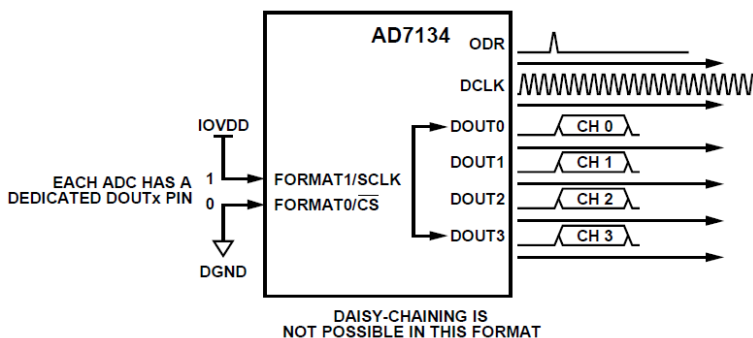 AD7134
ODR
DCLK
IOVDD
DOUT0
CH 0
EACH ADC HAS A
DEDICATED DOUTx PIN
1
FORMAT1/SCLK
DOUT1
CH 1
0
FORMAT0/CS
DOUT2
CH 2
DOUT3
CH 3
DGND
DAISY-CHAINING IS
NOT POSSIBLE IN THIS FORMAT